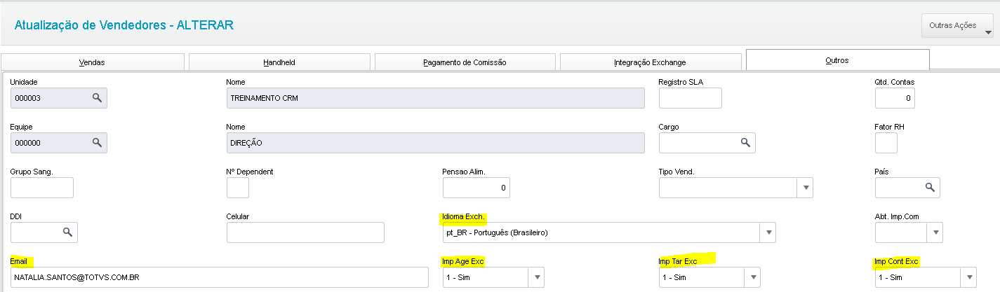 Atualização de Vendedores - ALTERAR
Outras Ações
Vendas Handheld Pagamento de Comissão Integração Exchange Outros
Unidade Nome Registro SLA Qtd. Contas
000003 TREINAMENTO CRM 0
Equipe Nome Cargo Fator RH
000000 DIREÇÃO
Grupo Sang. Nº Dependent Pensao Alim. Tipo Vend. País
0
DDI Celular Idioma Exch. Abt. Imp.Com
pt_BR - Português (Brasileiro)
Email Imp Age Exc Imp Tar Exc Imp Cont Exc
NATALIA.SANTOS@TOTVS.COM.BR 1 - Sim 1 - Sim 1 - Sim